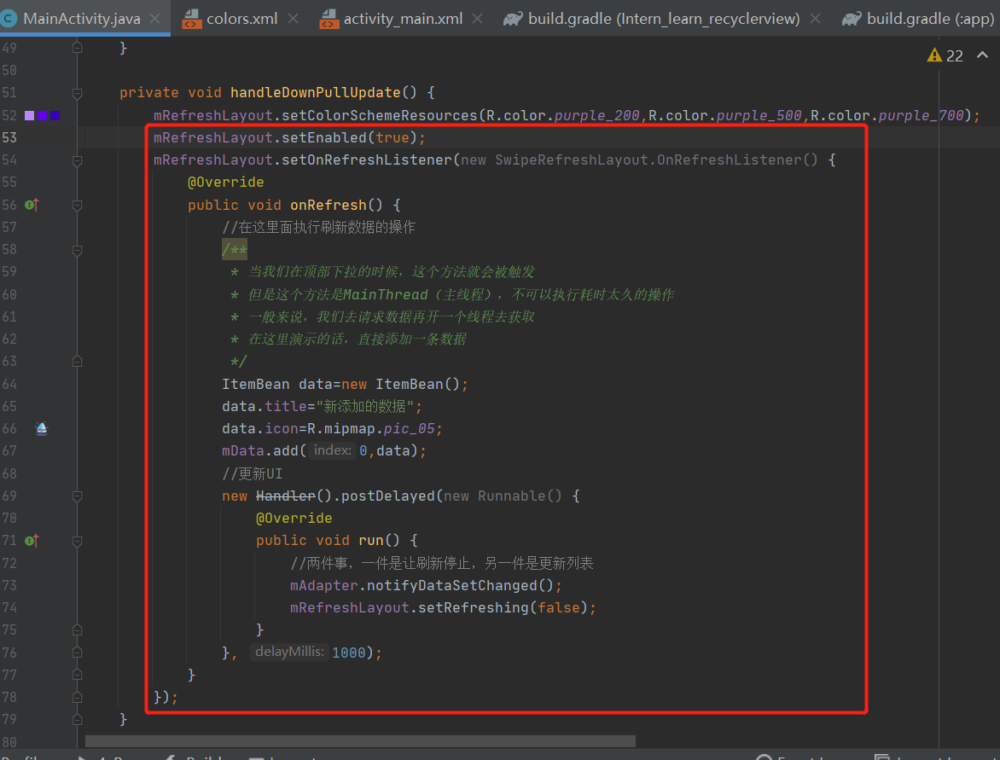 MainActivity.java colors.xml activity_main.xml build.gradle (Intern_learn_recyclerview) build.gradle (:app)
22
49 }
50
51 private void handleDownPullUpdate() {
52 mRefreshLayout.setColorSchemeResources(R.color.purple_200,R.color.purple_500,R.color.purple_700);
53 mRefreshLayout.setEnabled(true);
54 mRefreshLayout.setOnRefreshListener(new SwipeRefreshLayout.OnRefreshListener() {
55 @Override
56 public void onRefresh() {
57 //在这里面执行刷新数据的操作
58 /**
59 * 当我们在顶部下拉的时候，这个方法就会被触发
60 * 但是这个方法是MainThread（主线程），不可以执行耗时太久的操作
61 * 一般来说，我们去请求数据再开一个线程去获取
62 * 在这里演示的话，直接添加一条数据
63 */
64 ItemBean data=new ItemBean();
65 data.title="新添加的数据";
66 data.icon=R.mipmap.pic_05;
67 mData.add( index: 0,data);
68 //更新UI
69 new Handler().postDelayed(new Runnable() {
70 @Override
71 public void run() {
72 //两件事，一件是让刷新停止，另一件是更新列表
73 mAdapter.notifyDataSetChanged();
74 mRefreshLayout.setRefreshing(false);
75 }
76 }, delayMillis: 1000);
77 }
78 });
79 }
80